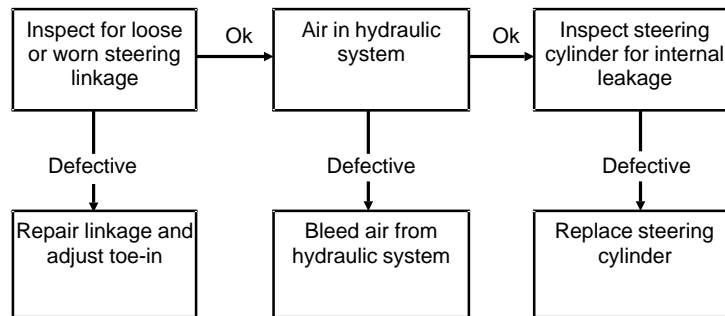 Inspect for loose
or worn steering
linkage
Ok
Air in hydraulic
system
Ok
Inspect steering
cylinder for internal
leakage
Defective
Defective
Defective
Repair linkage and
adjust toe-in
Bleed air from
hydraulic system
Replace steering
cylinder